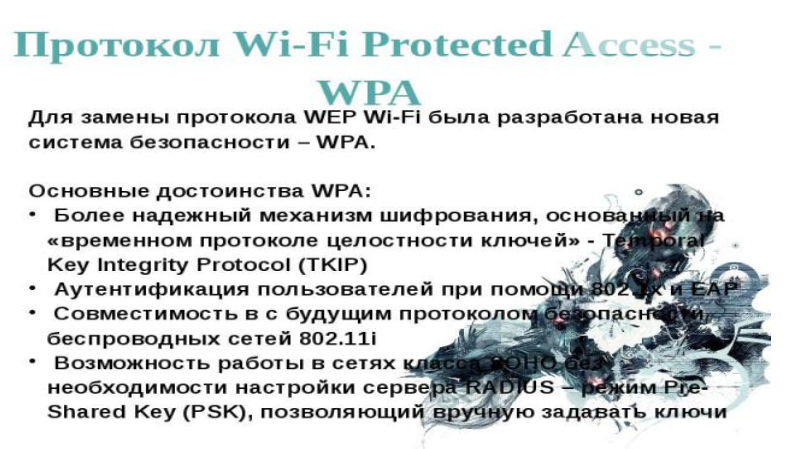 Протокол Wi-Fi Protected Access -
WPA
Для замены протокола WEP Wi-Fi была разработана новая
система безопасности – WPA.
Основные достоинства WPA:
• Более надежный механизм шифрования, основанный на
«временном протоколе целостности ключей» - Temporal
Key Integrity Protocol (TKIP)
• Аутентификация пользователей при помощи 802.1x и EAP
• Совместимость в с будущим протоколом безопасности
беспроводных сетей 802.11i
• Возможность работы в сетях класса SOHO без
необходимости настройки сервера RADIUS – режим Pre-
Shared Key (PSK), позволяющий вручную задавать ключи